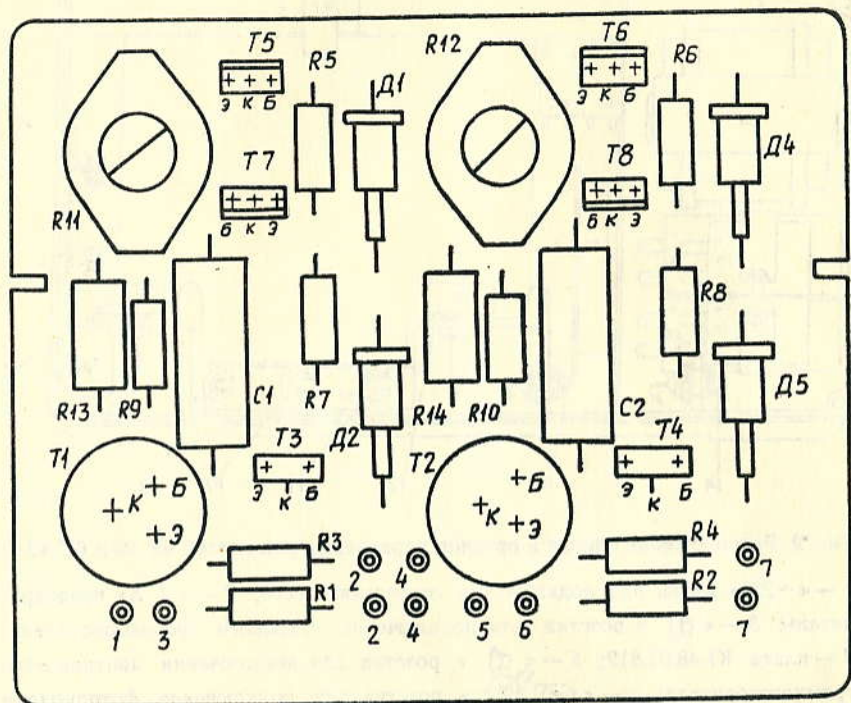 T5
R5
Д1
R12
T6
R6
Э К Б
Э К Б
Д4
T7
T8
R11
Б К Э
Б К Э
R8
R13
R9
C1
R7
Д2
R14
R10
C2
Д5
T1
T3
T2
T4
К
Б
Э
Э К Б
К
Б
Э
Э К Б
R3
2
4
R4
7
R1
R2
1
3
2
4
5
6
7